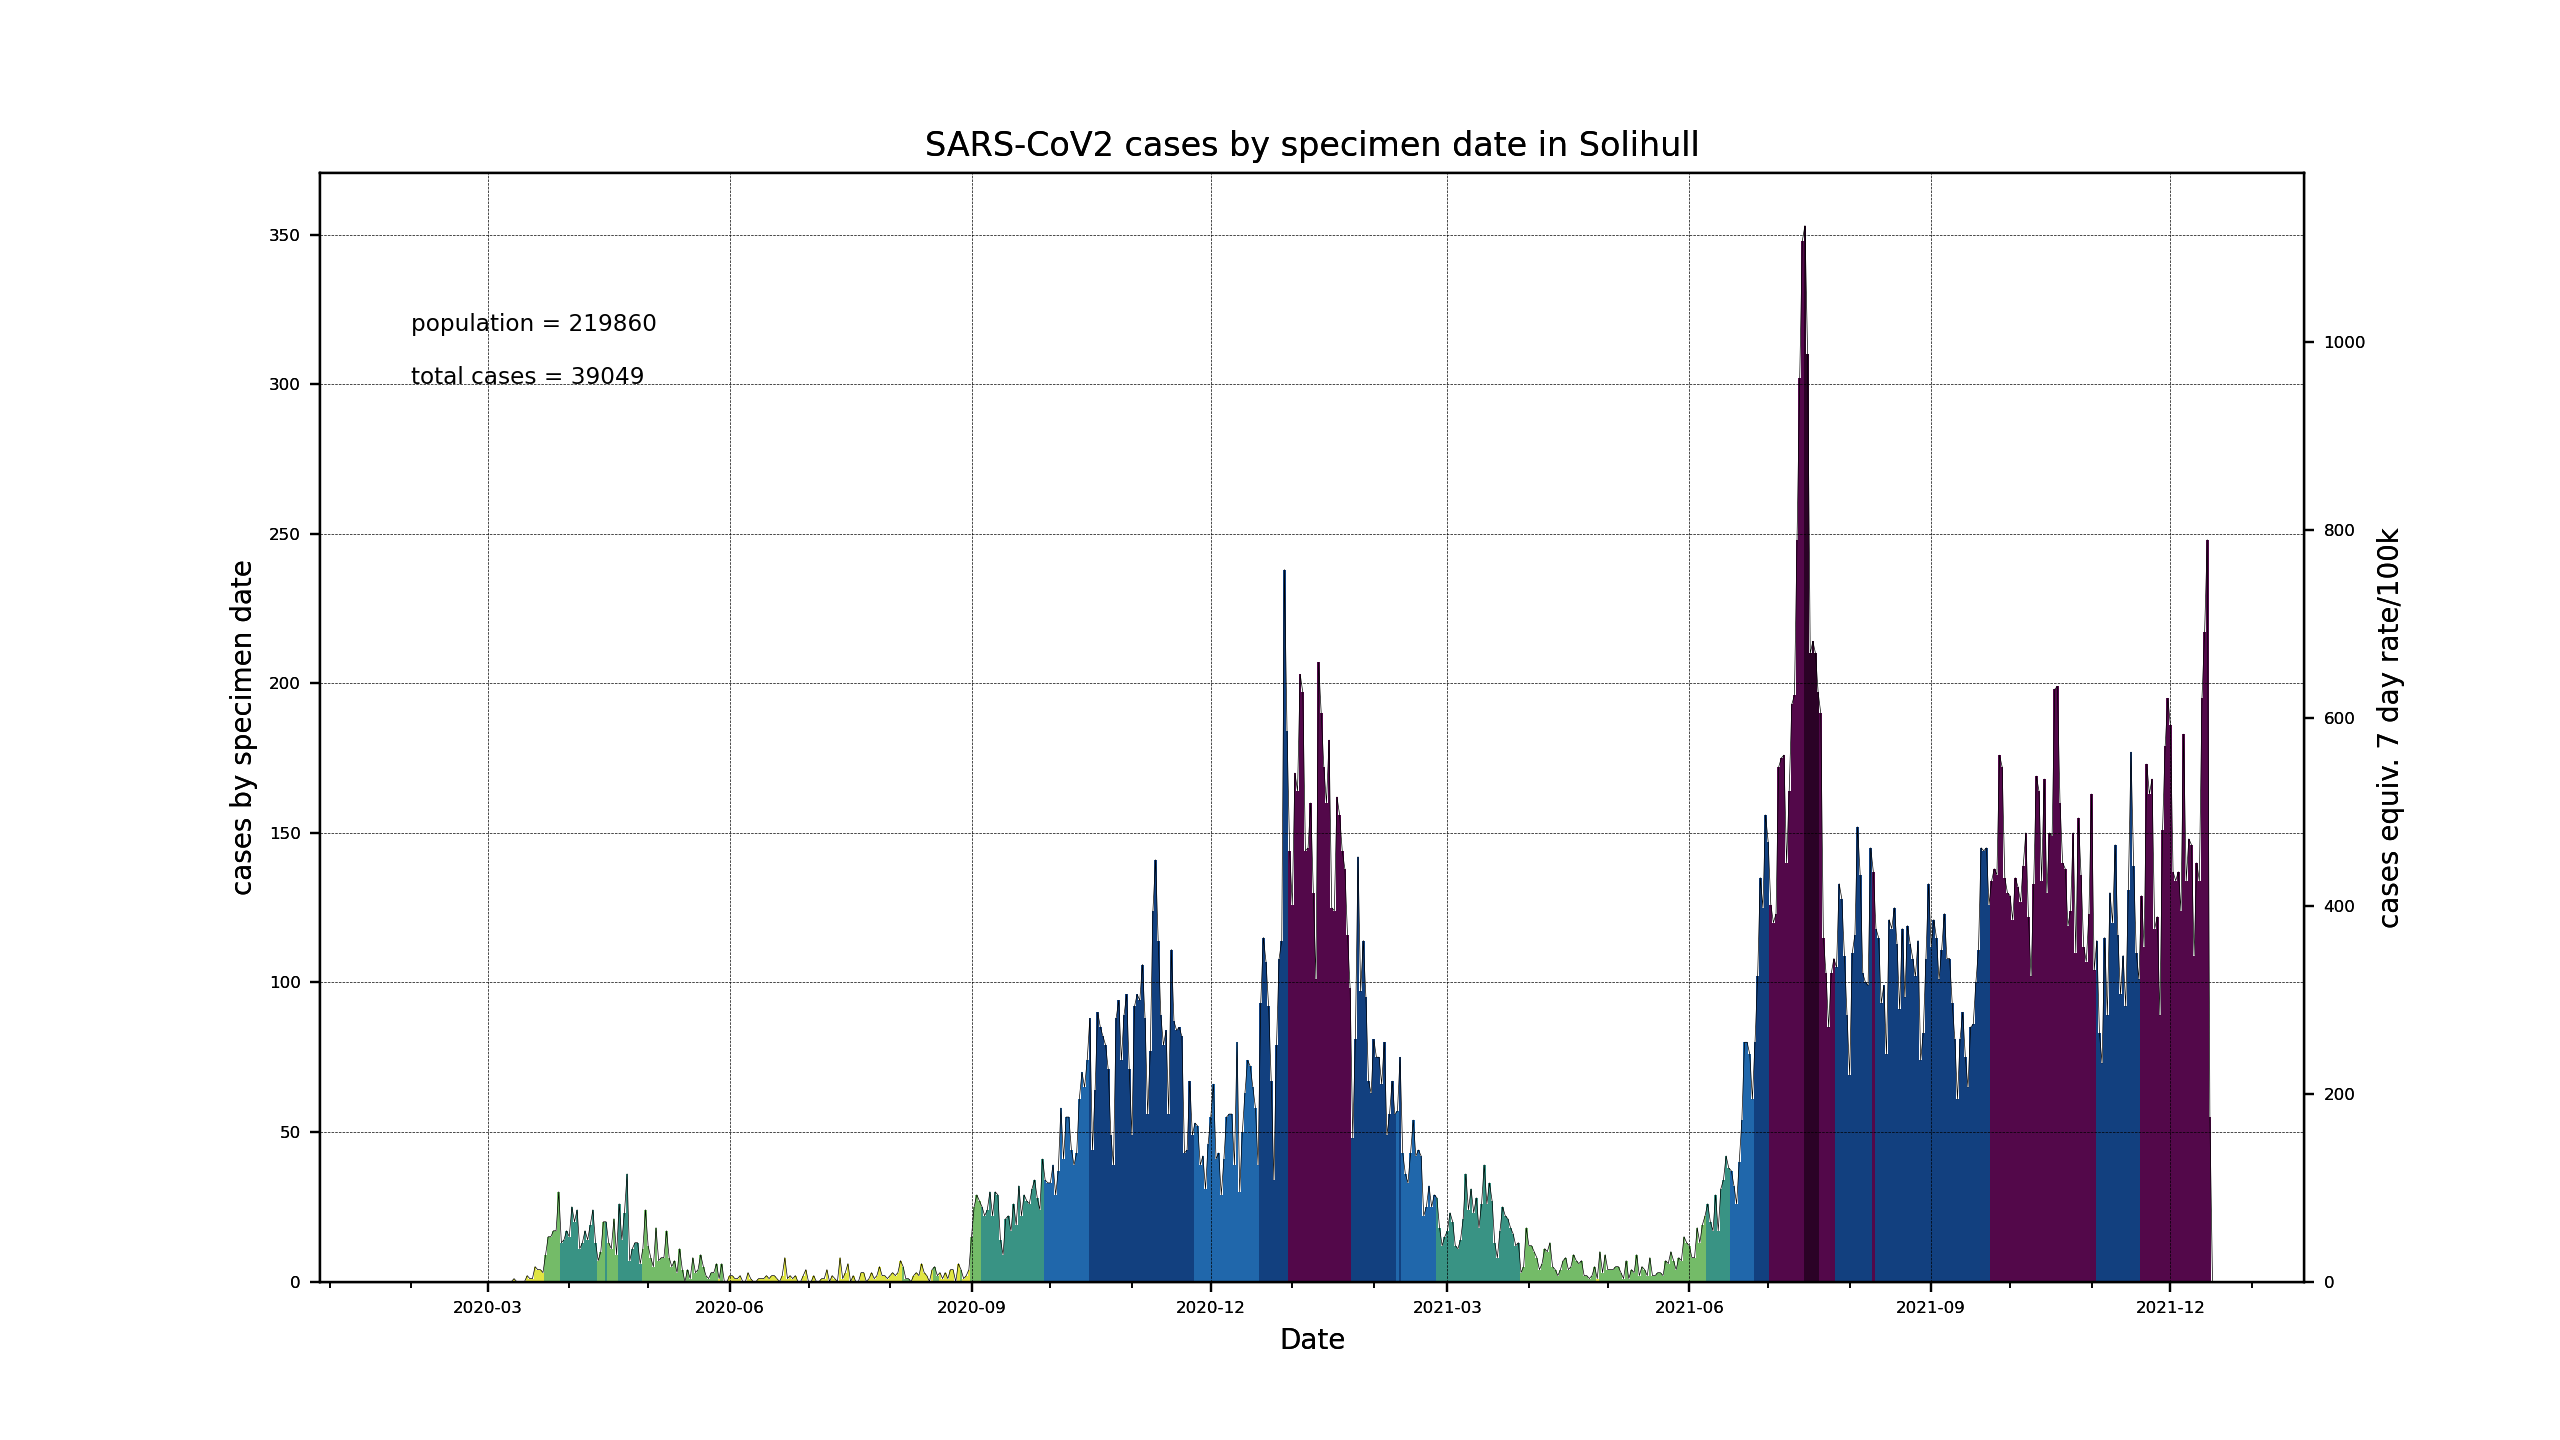 SARS-CoV2 cases by specimen date in Solihull
population = 219860
total cases = 39049
cases by specimen date
350
300
250
200
150
100
50
0
1000
800
600
400
200
0
cases equiv. 7 day rate/100k
2020-03 2020-06 2020-09 2020-12 2021-03 2021-06 2021-09 2021-12
Date